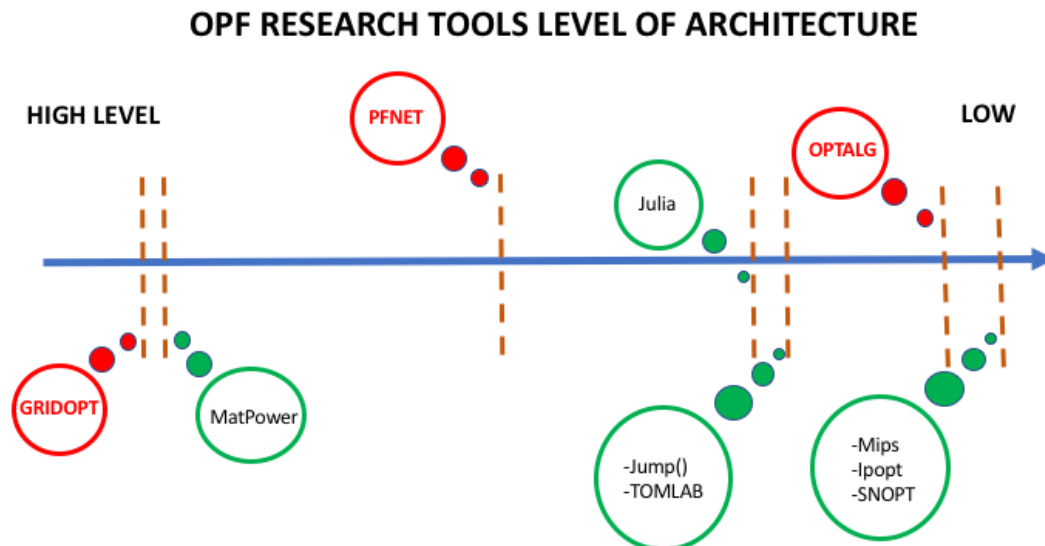 OPF RESEARCH TOOLS LEVEL OF ARCHITECTURE
HIGH LEVEL
PFNET
LOW
OPTALG
Julia
GRIDOPT
MatPower
-Jump()
-TOMLAB
-Mips
-Ipopt
-SNOPT